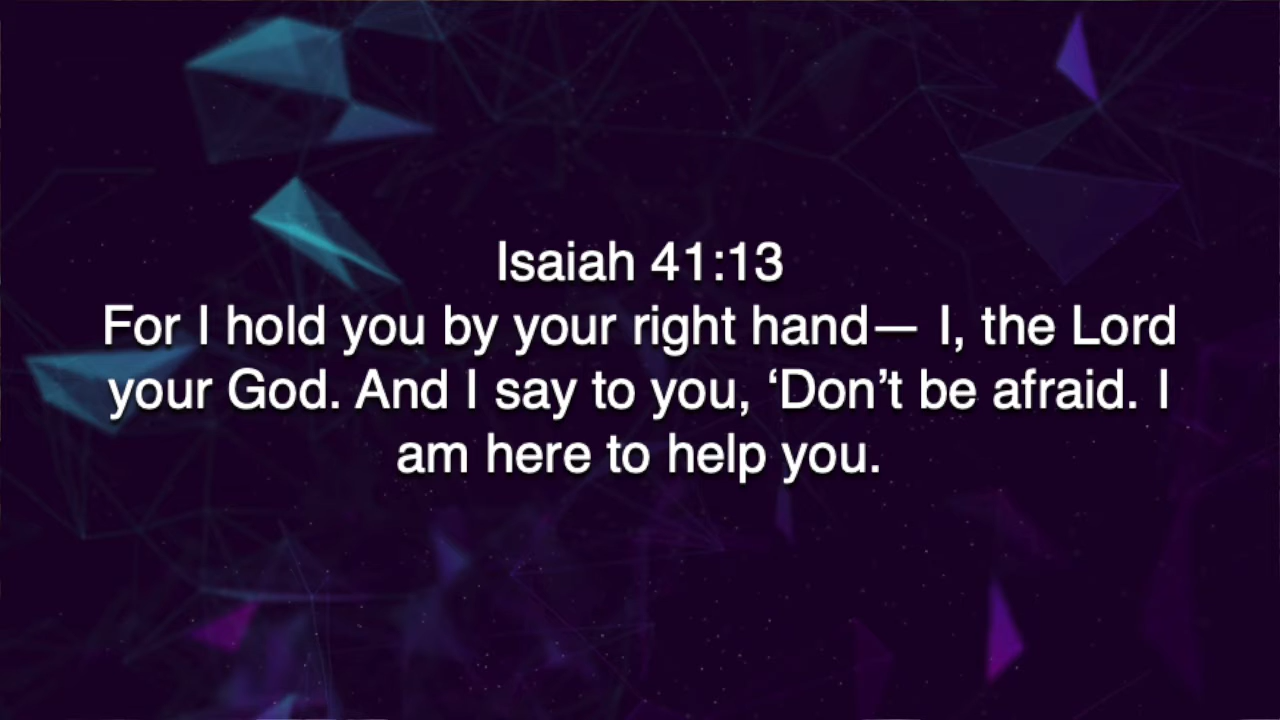 Isaiah 41:13
For I hold you by your right hand— I, the Lord
your God. And I say to you, ‘Don’t be afraid. I
am here to help you.